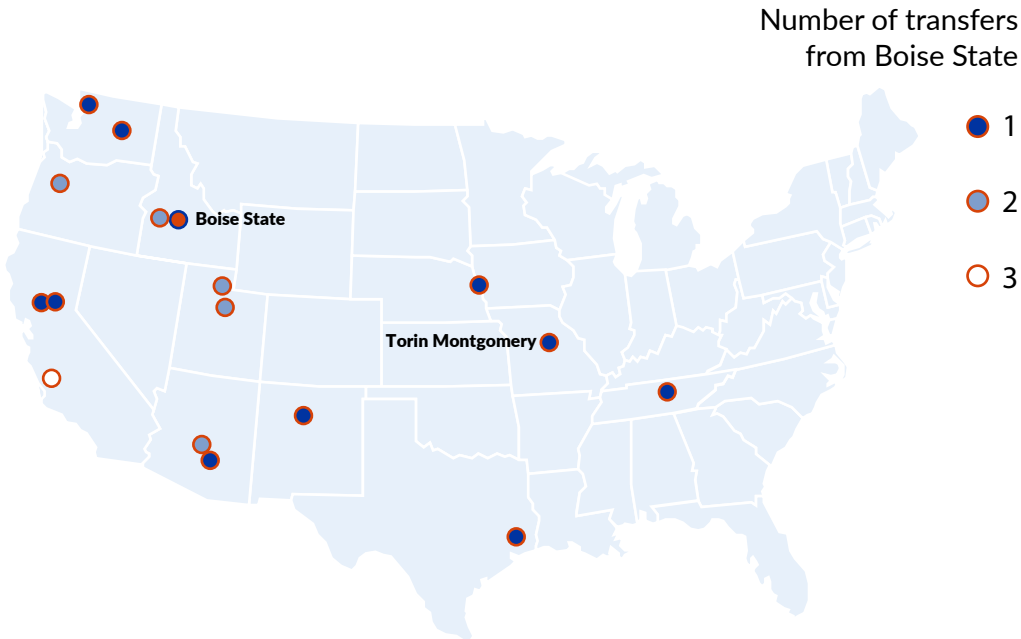 Number of transfers
from Boise State
1
2
3
Boise State
Torin Montgomery